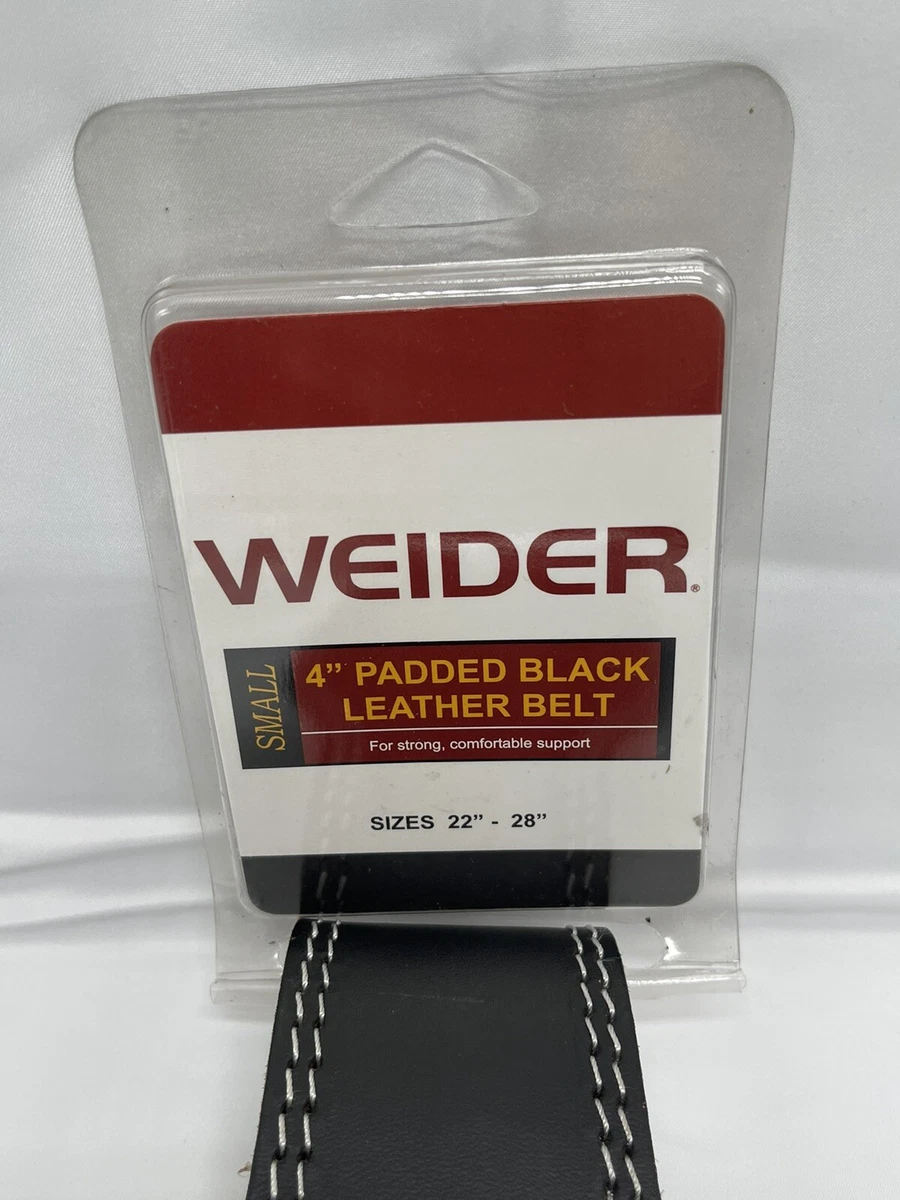 WEIDER®
SMALL
4” PADDED BLACK
LEATHER BELT
For strong, comfortable support
SIZES 22” - 28”